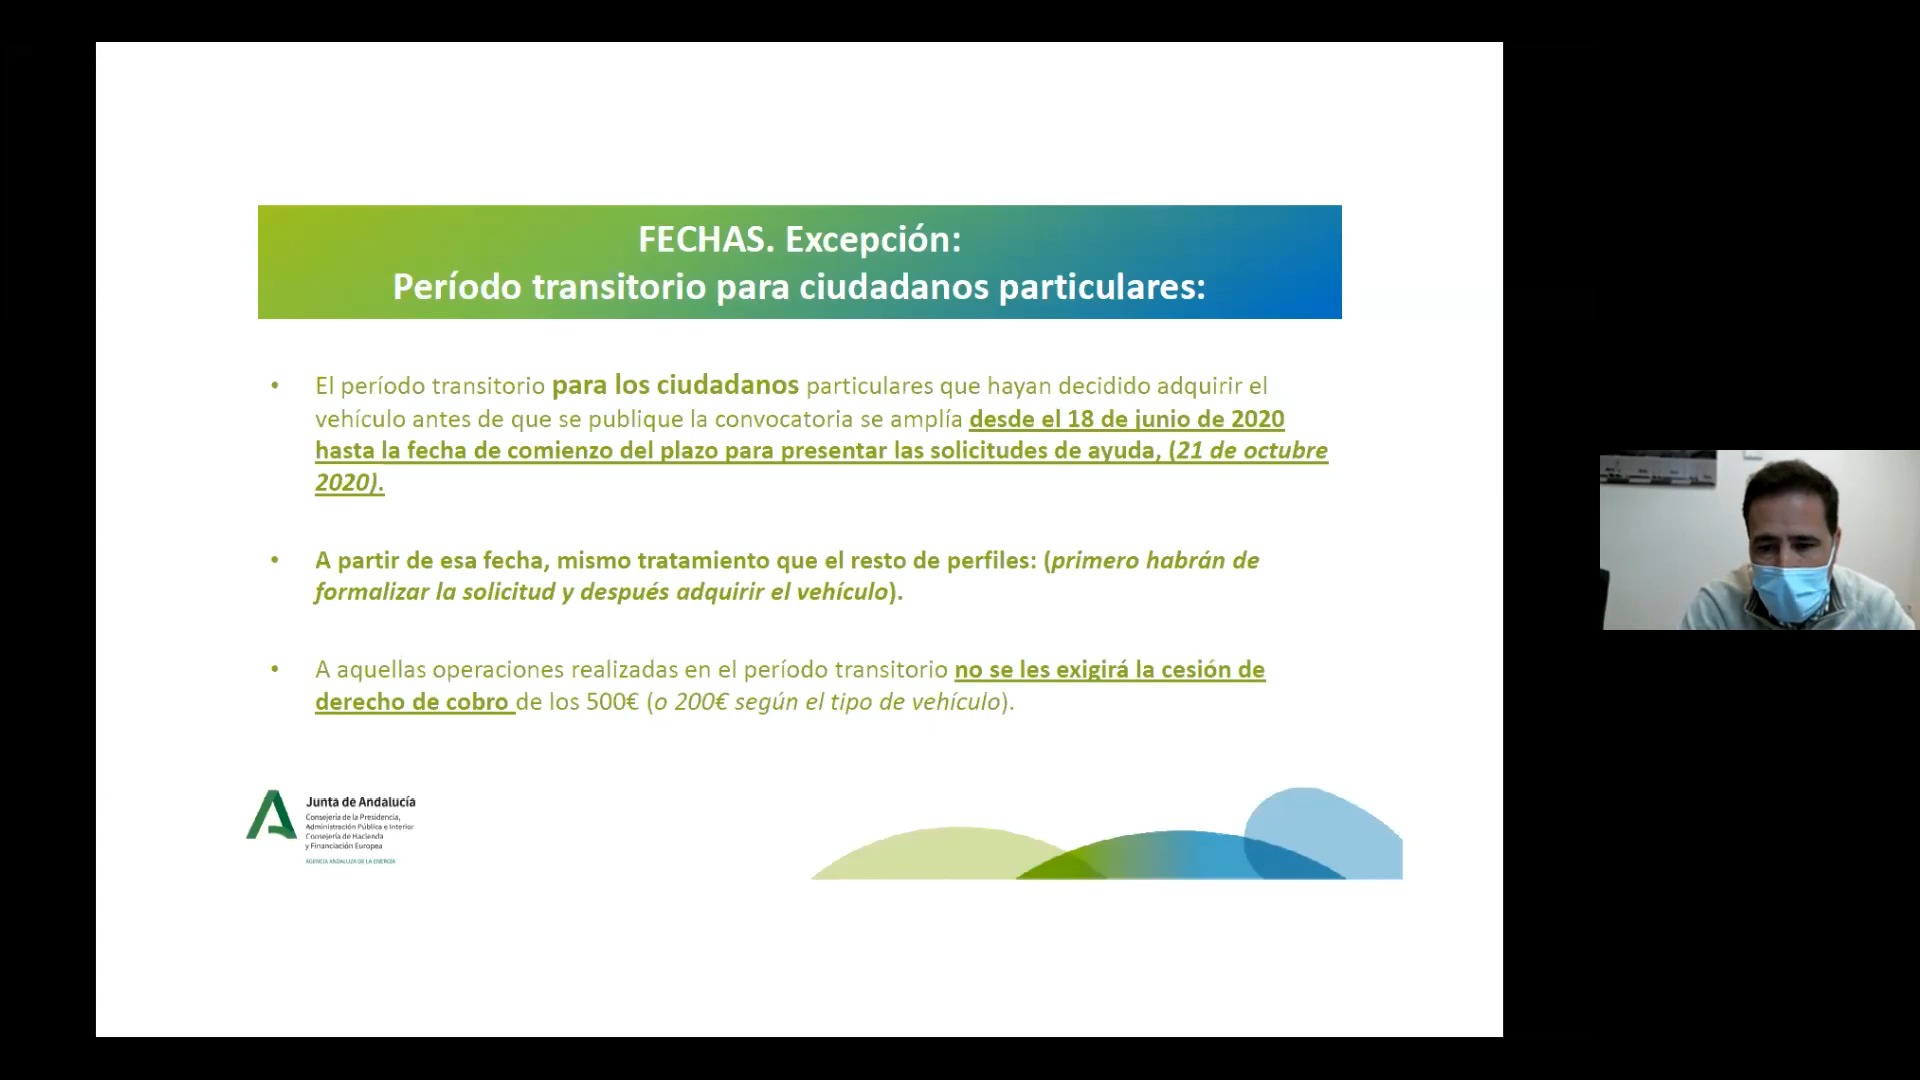 FECHAS. Excepción:
Período transitorio para ciudadanos particulares:
• El período transitorio para los ciudadanos particulares que hayan decidido adquirir el
vehículo antes de que se publique la convocatoria se amplía desde el 18 de junio de 2020
hasta la fecha de comienzo del plazo para presentar las solicitudes de ayuda, (21 de octubre
2020).
• A partir de esa fecha, mismo tratamiento que el resto de perfiles: (primero habrán de
formalizar la solicitud y después adquirir el vehículo).
• A aquellas operaciones realizadas en el período transitorio no se les exigirá la cesión de
derecho de cobro de los 500€ (o 200€ según el tipo de vehículo).
Junta de Andalucía
Consejería de la Presidencia,
Administración Pública e Interior
Consejería de Hacienda
y Financiación Europea
AGENCIA ANDALUZA DE LA ENERGÍA